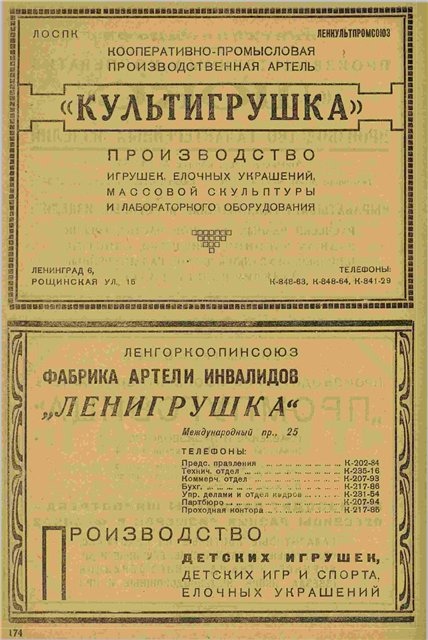 ЛОСПК ЛЕНКУЛЬТПРОМСОЮЗ
КООПЕРАТИВНО-ПРОМЫСЛОВАЯ
ПРОИЗВОДСТВЕННАЯ АРТЕЛЬ
«КУЛЬТИГРУШКА»
ПРОИЗВОДСТВО
ИГРУШЕК, ЕЛОЧНЫХ УКРАШЕНИЙ,
МАССОВОЙ СКУЛЬПТУРЫ
И ЛАБОРАТОРНОГО ОБОРУДОВАНИЯ
ЛЕНИНГРАД 6, ТЕЛЕФОНЫ:
РОЩИНСКАЯ УЛ., 15 К-848-63, К-848-64, К-841-29
ЛЕНГОРКООПИНСОЮЗ
ФАБРИКА АРТЕЛИ ИНВАЛИДОВ
„ЛЕНИГРУШКА“
Международный пр., 25
ТЕЛЕФОНЫ:
Предс. правления К-202-84
Технич. отдел К-235-16
Коммерч. отдел К-207-93
Бухг. К-217-86
Упр. делами и отдел кадров К-231-54
Партбюро К-207-94
Проходная контора К-217-85
ПРОИЗВОДСТВО
ДЕТСКИХ ИГРУШЕК,
ДЕТСКИХ ИГР И СПОРТА,
ЕЛОЧНЫХ УКРАШЕНИЙ
174